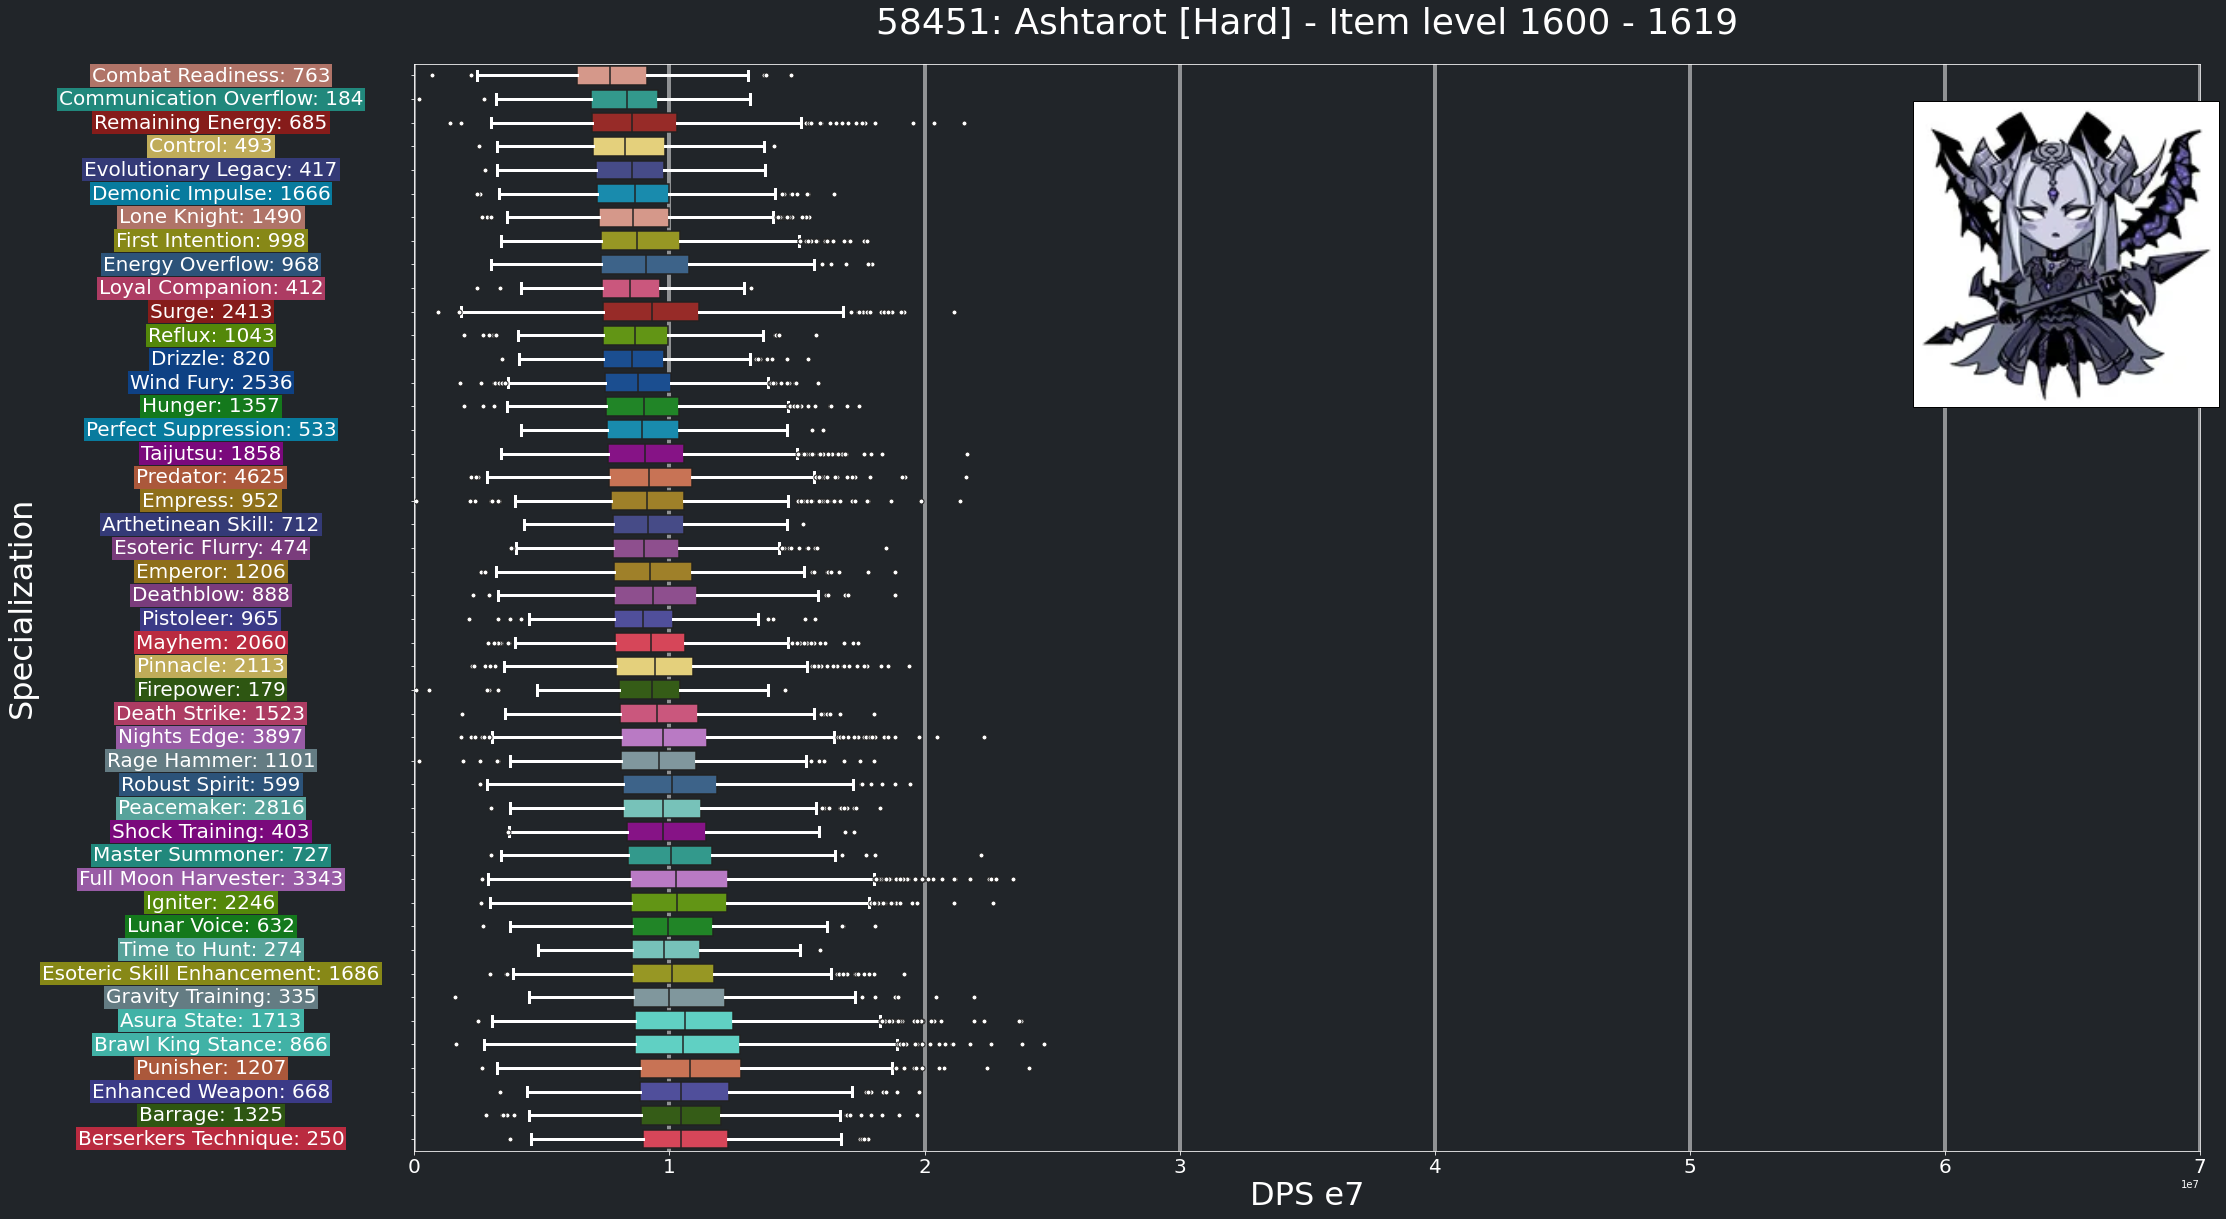 58451: Ashtarot [Hard] - Item level 1600 - 1619
Specialization
Combat Readiness: 763
Communication Overflow: 184
Remaining Energy: 685
Control: 493
Evolutionary Legacy: 417
Demonic Impulse: 1666
Lone Knight: 1490
First Intention: 998
Energy Overflow: 968
Loyal Companion: 412
Surge: 2413
Reflux: 1043
Drizzle: 820
Wind Fury: 2536
Hunger: 1357
Perfect Suppression: 533
Taijutsu: 1858
Predator: 4625
Empress: 952
Arthetinean Skill: 712
Esoteric Flurry: 474
Emperor: 1206
Deathblow: 888
Pistoleer: 965
Mayhem: 2060
Pinnacle: 2113
Firepower: 179
Death Strike: 1523
Nights Edge: 3897
Rage Hammer: 1101
Robust Spirit: 599
Peacemaker: 2816
Shock Training: 403
Master Summoner: 727
Full Moon Harvester: 3343
Igniter: 2246
Lunar Voice: 632
Time to Hunt: 274
Esoteric Skill Enhancement: 1686
Gravity Training: 335
Asura State: 1713
Brawl King Stance: 866
Punisher: 1207
Enhanced Weapon: 668
Barrage: 1325
Berserkers Technique: 250
0 1 2 3 4 5 6 7
1e7
DPS e7